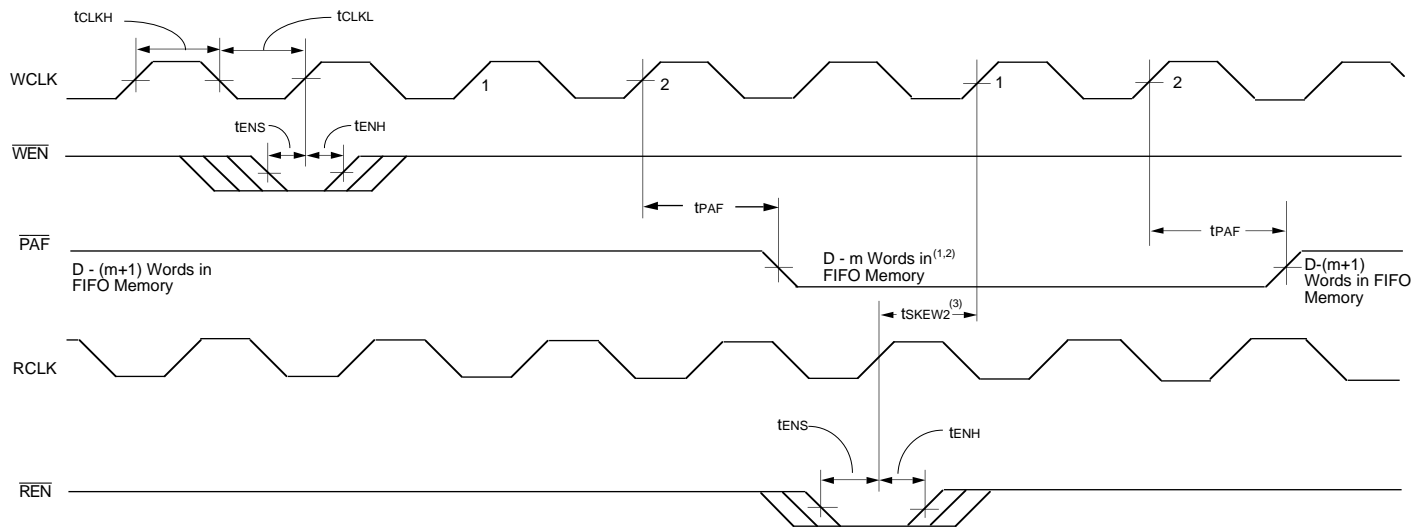 tCLKH
tCLKL
WCLK
1
2
1
2
tENS
tENH
WEN
tPAF
tPAF
PAF
D - (m+1) Words in
FIFO Memory
D - m Words in(1,2)
FIFO Memory
D-(m+1)
Words in FIFO
Memory
tSKEW2(3)
RCLK
tENS
tENH
REN